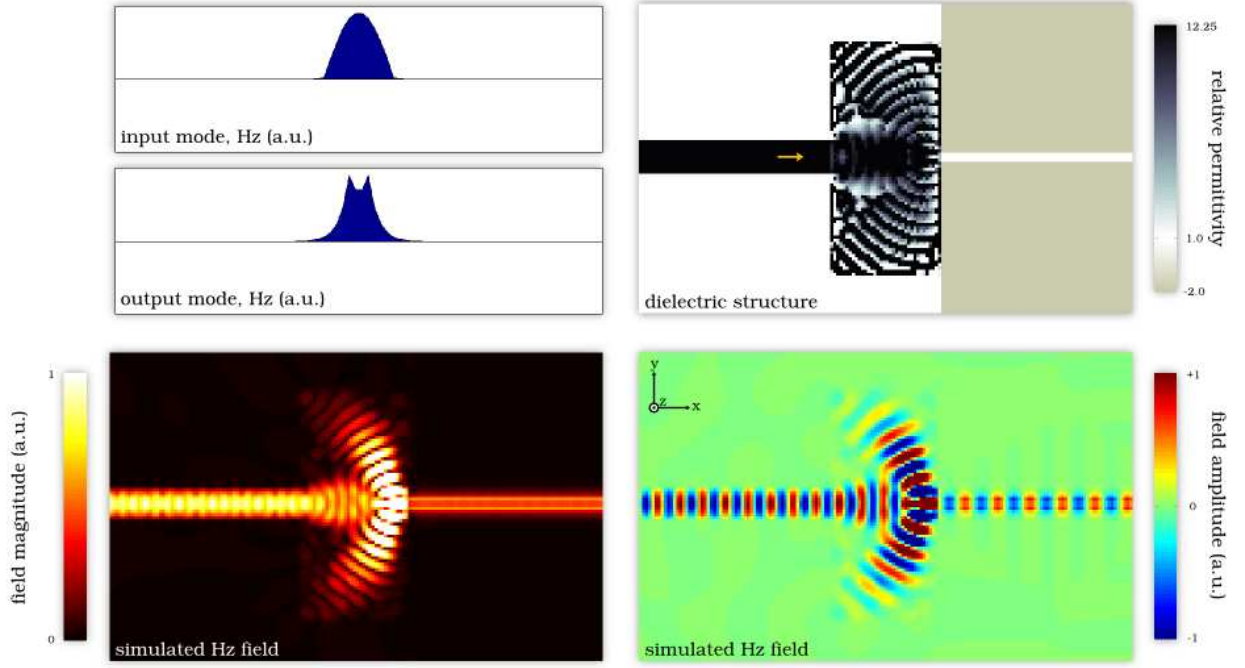 input mode, Hz (a.u.)
output mode, Hz (a.u.)
dielectric structure
12.25
1.0
-2.0
relative permittivity
1
0
field magnitude (a.u.)
simulated Hz field
y
z
x
simulated Hz field
+1
0
-1
field amplitude (a.u.)